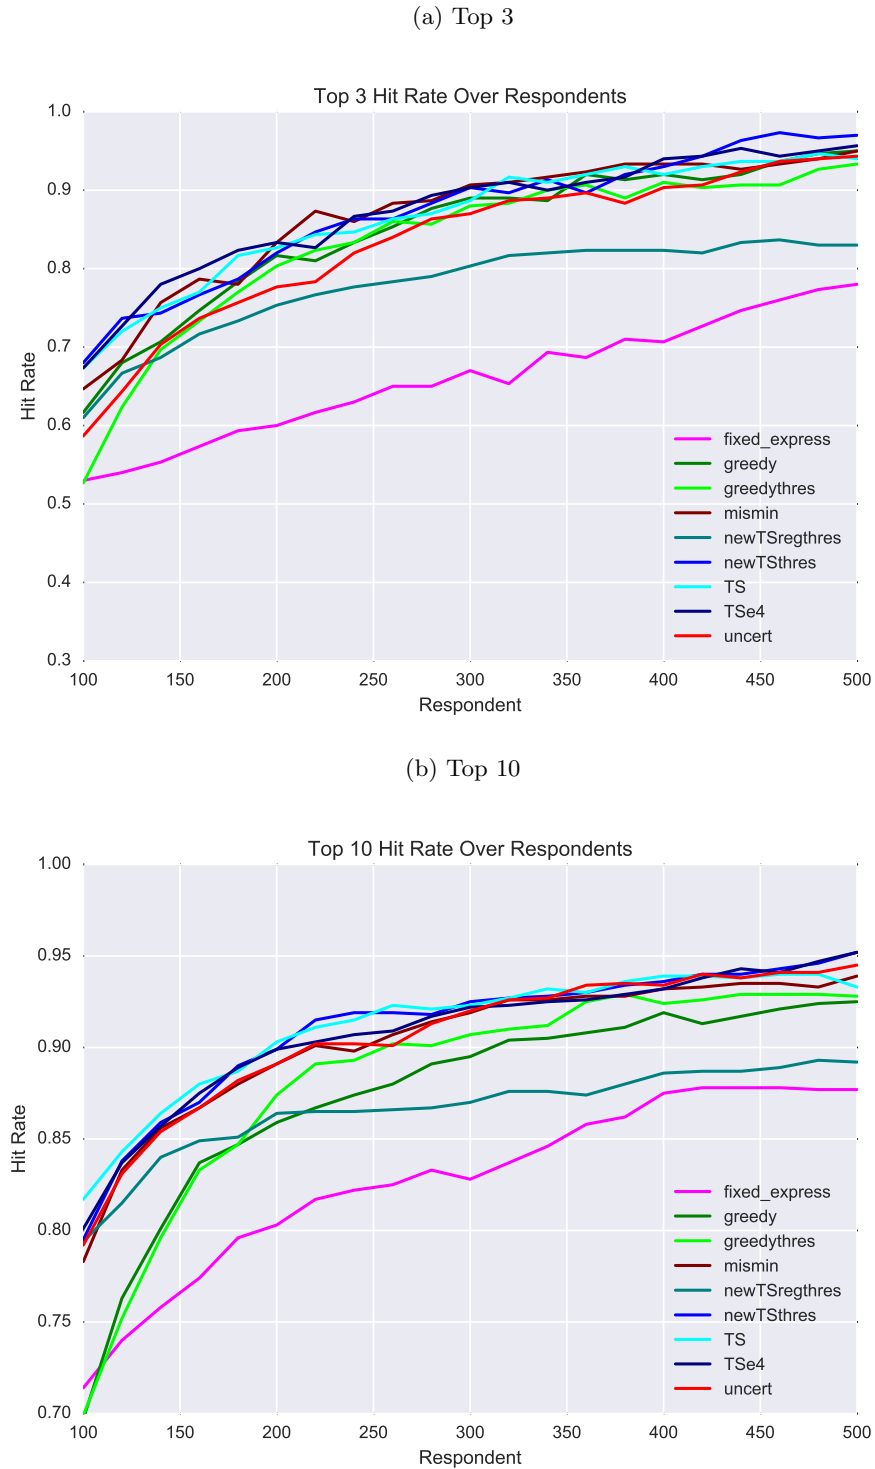 (a) Top 3
Top 3 Hit Rate Over Respondents
1.0
0.9
0.8
0.7
0.6
0.5
0.4
0.3
Hit Rate
fixed_express
greedy
greedythres
mismin
newTSregthres
newTSthres
TS
TSe4
uncert
100 150 200 250 300 350 400 450 500
Respondent
(b) Top 10
Top 10 Hit Rate Over Respondents
1.00
0.95
0.90
0.85
0.80
0.75
0.70
Hit Rate
fixed_express
greedy
greedythres
mismin
newTSregthres
newTSthres
TS
TSe4
uncert
100 150 200 250 300 350 400 450 500
Respondent